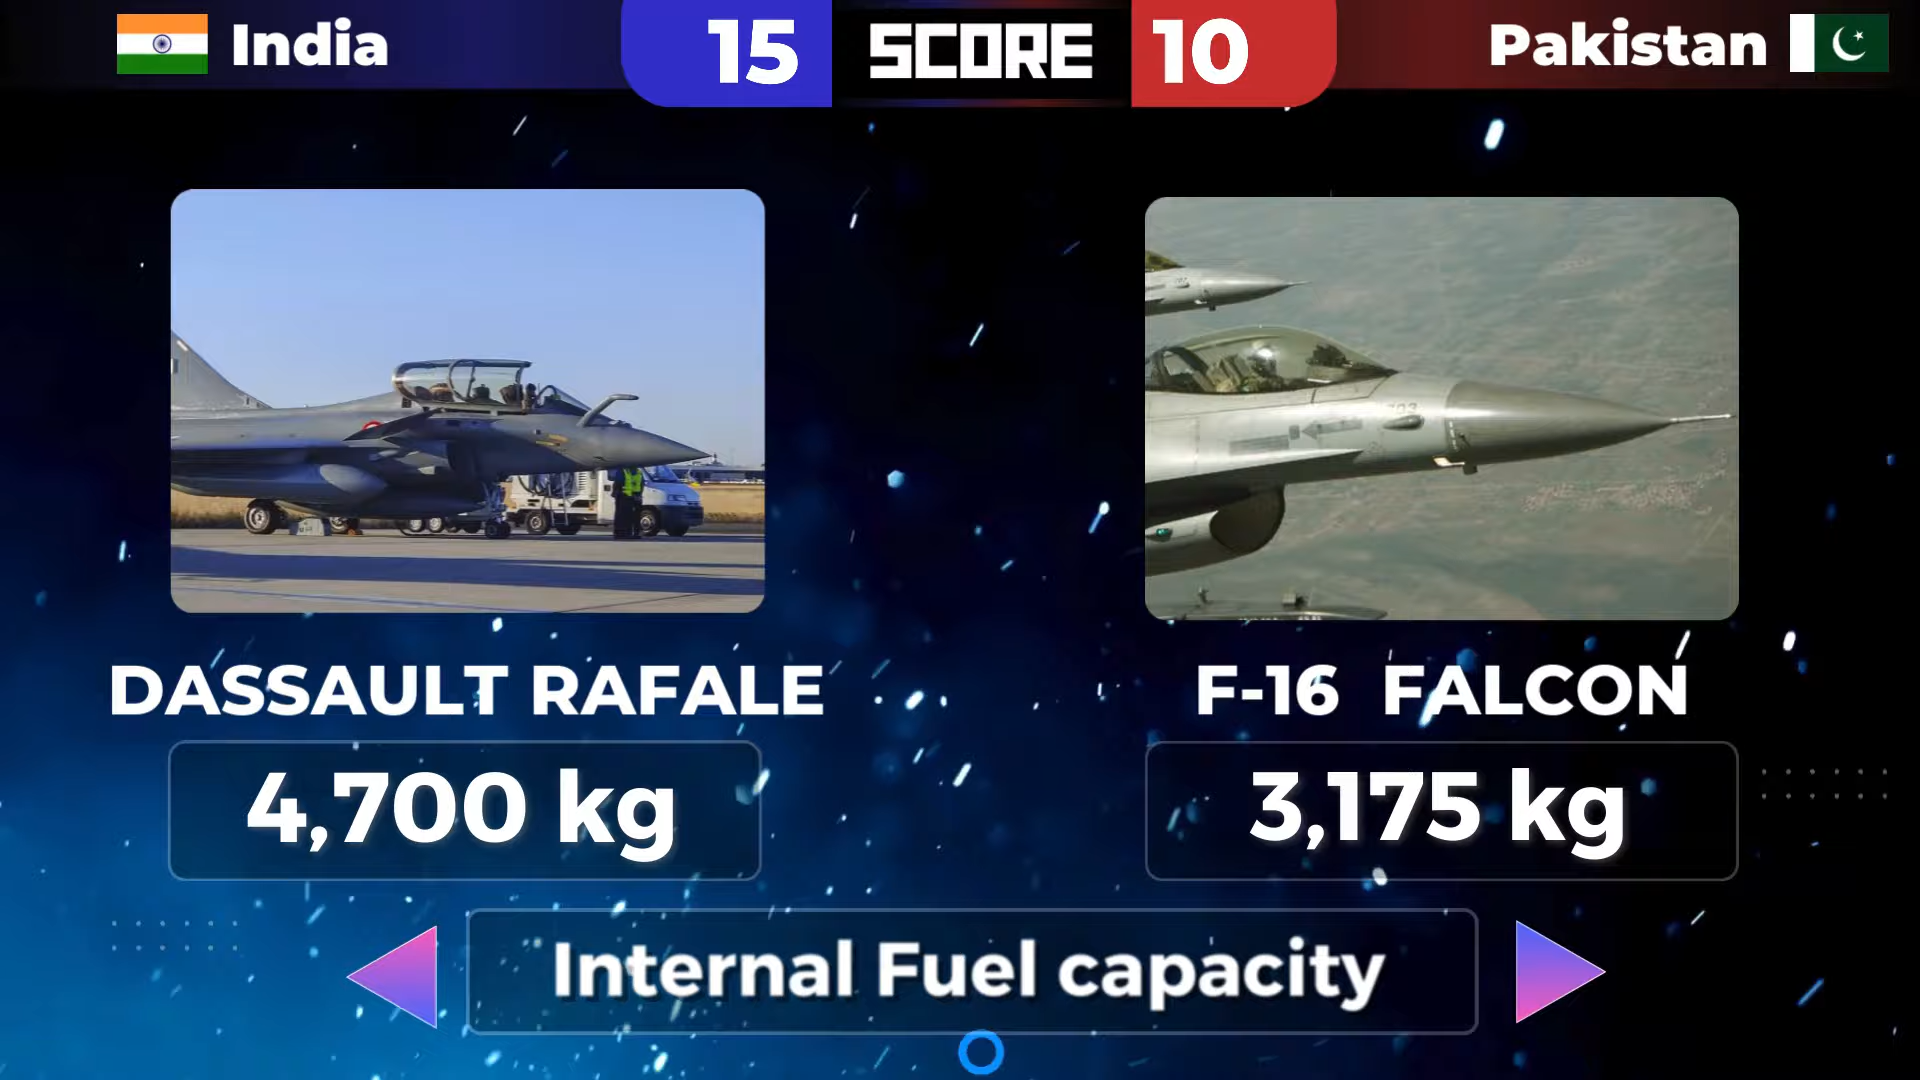 India
15
SCORE
10
Pakistan
DASSAULT RAFALE
F-16 FALCON
4,700 kg
3,175 kg
Internal Fuel capacity